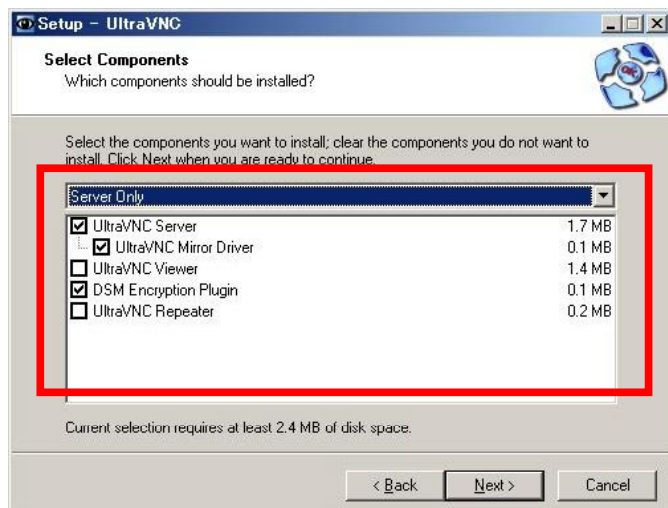 Setup - UltraVNC
Select Components
Which components should be installed?
Select the components you want to install; clear the components you do not want to
install. Click Next when you are ready to continue.
Server Only
UltraVNC Server 1.7 MB
UltraVNC Mirror Driver 0.1 MB
UltraVNC Viewer 1.4 MB
DSM Encryption Plugin 0.1 MB
UltraVNC Repeater 0.2 MB
Current selection requires at least 2.4 MB of disk space.
< Back Next > Cancel